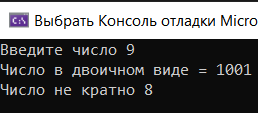 Выбрать Консоль отладки Micro
Введите число 9
Число в двоичном виде = 1001
Число не кратно 8